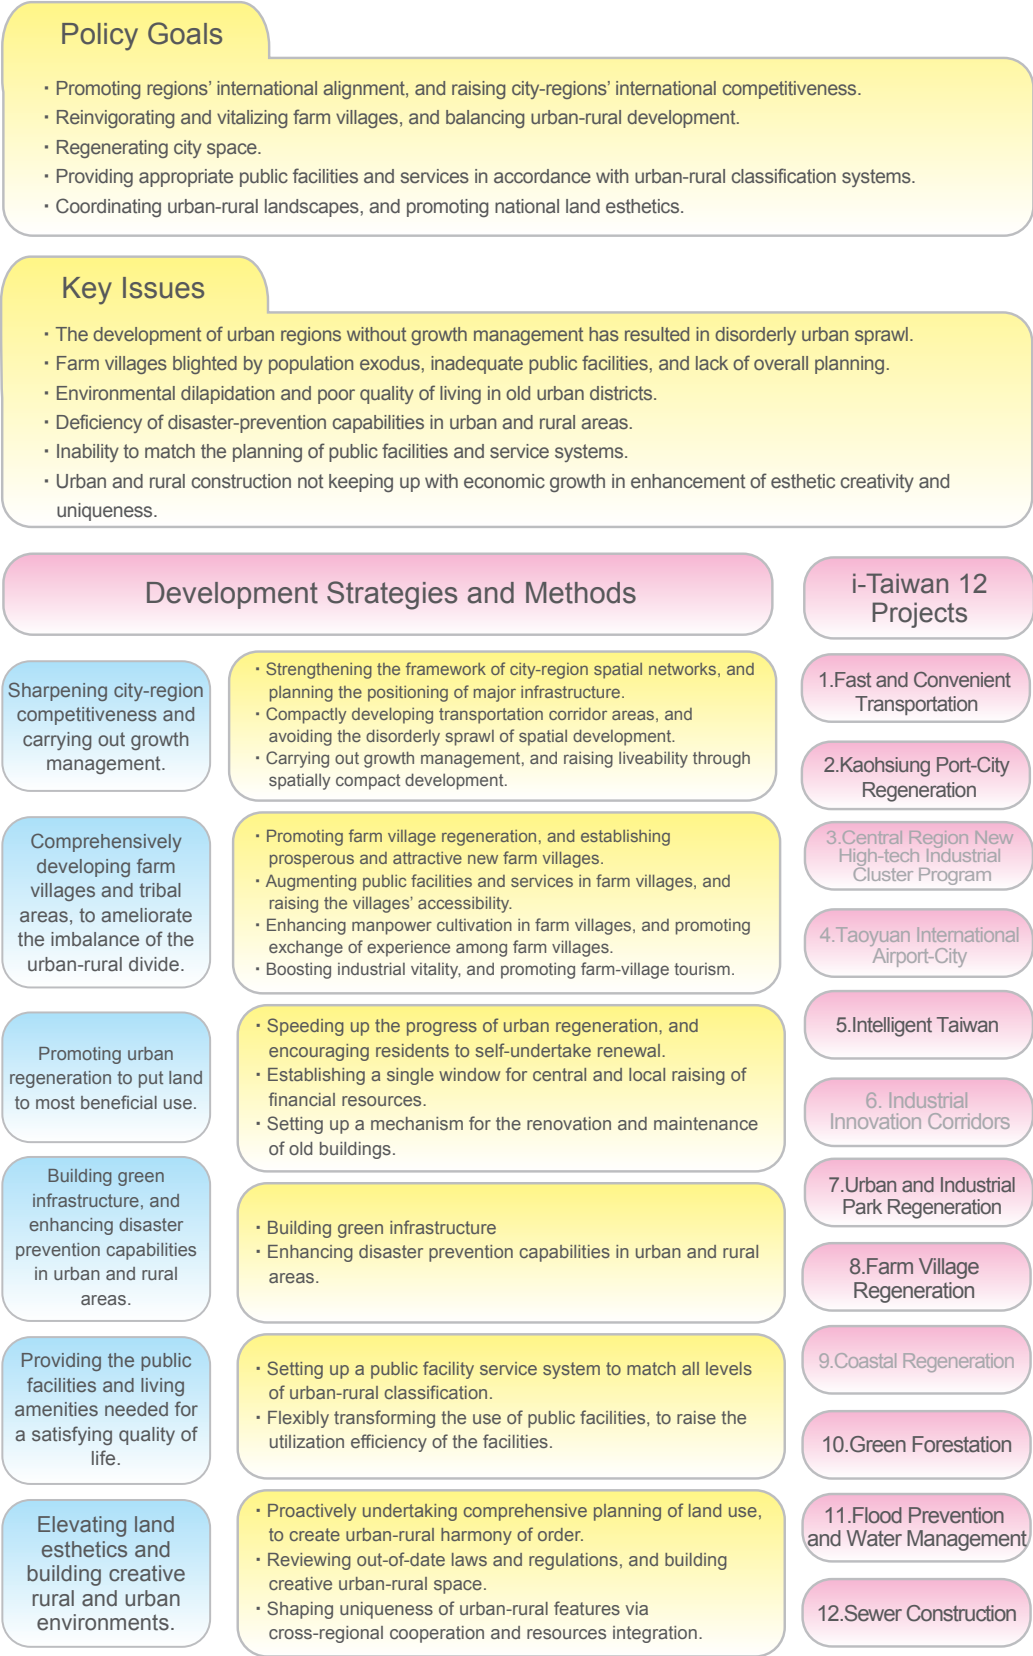 Policy Goals
・Promoting regions’ international alignment, and raising city-regions’ international competitiveness.
・Reinvigorating and vitalizing farm villages, and balancing urban-rural development.
・Regenerating city space.
・Providing appropriate public facilities and services in accordance with urban-rural classification systems.
・Coordinating urban-rural landscapes, and promoting national land esthetics.
Key Issues
・The development of urban regions without growth management has resulted in disorderly urban sprawl.
・Farm villages blighted by population exodus, inadequate public facilities, and lack of overall planning.
・Environmental dilapidation and poor quality of living in old urban districts.
・Deficiency of disaster-prevention capabilities in urban and rural areas.
・Inability to match the planning of public facilities and service systems.
・Urban and rural construction not keeping up with economic growth in enhancement of esthetic creativity and
uniqueness.
Development Strategies and Methods
Sharpening city-region
competitiveness and
carrying out growth
management.
・Strengthening the framework of city-region spatial networks, and
planning the positioning of major infrastructure.
・Compactly developing transportation corridor areas, and
avoiding the disorderly sprawl of spatial development.
・Carrying out growth management, and raising liveability through
spatially compact development.
Comprehensively
developing farm
villages and tribal
areas, to ameliorate
the imbalance of the
urban-rural divide.
・Promoting farm village regeneration, and establishing
prosperous and attractive new farm villages.
・Augmenting public facilities and services in farm villages, and
raising the villages’ accessibility.
・Enhancing manpower cultivation in farm villages, and promoting
exchange of experience among farm villages.
・Boosting industrial vitality, and promoting farm-village tourism.
Promoting urban
regeneration to put land
to most beneficial use.
・Speeding up the progress of urban regeneration, and
encouraging residents to self-undertake renewal.
・Establishing a single window for central and local raising of
financial resources.
・Setting up a mechanism for the renovation and maintenance
of old buildings.
Building green
infrastructure, and
enhancing disaster
prevention capabilities
in urban and rural
areas.
・Building green infrastructure
・Enhancing disaster prevention capabilities in urban and rural
areas.
Providing the public
facilities and living
amenities needed for
a satisfying quality of
life.
・Setting up a public facility service system to match all levels
of urban-rural classification.
・Flexibly transforming the use of public facilities, to raise the
utilization efficiency of the facilities.
Elevating land
esthetics and
building creative
rural and urban
environments.
・Proactively undertaking comprehensive planning of land use,
to create urban-rural harmony of order.
・Reviewing out-of-date laws and regulations, and building
creative urban-rural space.
・Shaping uniqueness of urban-rural features via
cross-regional cooperation and resources integration.
i-Taiwan 12
Projects
1.Fast and Convenient
Transportation
2.Kaohsiung Port-City
Regeneration
3.Central Region New
High-tech Industrial
Cluster Program
4.Taoyuan International
Airport-City
5.Intelligent Taiwan
6. Industrial
Innovation Corridors
7.Urban and Industrial
Park Regeneration
8.Farm Village
Regeneration
9.Coastal Regeneration
10.Green Forestation
11.Flood Prevention
and Water Management
12.Sewer Construction